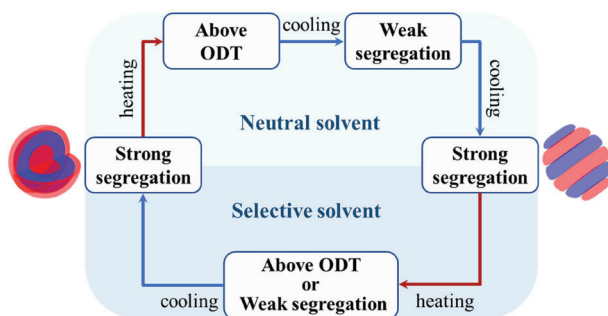 Above
ODT
cooling
Weak
segregation
heating
cooling
Neutral solvent
Strong
segregation
Strong
segregation
Selective solvent
Above ODT
or
Weak segregation
cooling
heating